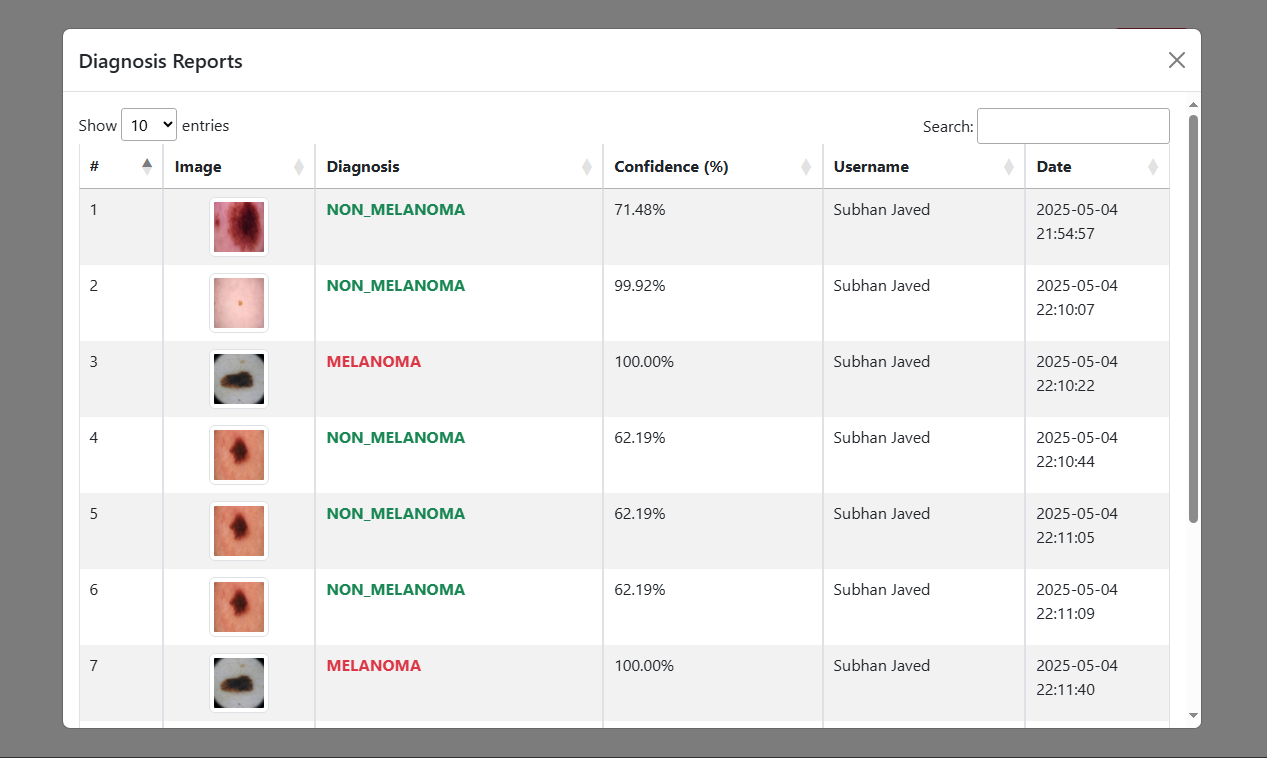 Diagnosis Reports
Show 10 entries
Search:
# Image Diagnosis Confidence (%) Username Date
1 NON_MELANOMA 71.48% Subhan Javed 2025-05-04
21:54:57
2 NON_MELANOMA 99.92% Subhan Javed 2025-05-04
22:10:07
3 MELANOMA 100.00% Subhan Javed 2025-05-04
22:10:22
4 NON_MELANOMA 62.19% Subhan Javed 2025-05-04
22:10:44
5 NON_MELANOMA 62.19% Subhan Javed 2025-05-04
22:11:05
6 NON_MELANOMA 62.19% Subhan Javed 2025-05-04
22:11:09
7 MELANOMA 100.00% Subhan Javed 2025-05-04
22:11:40